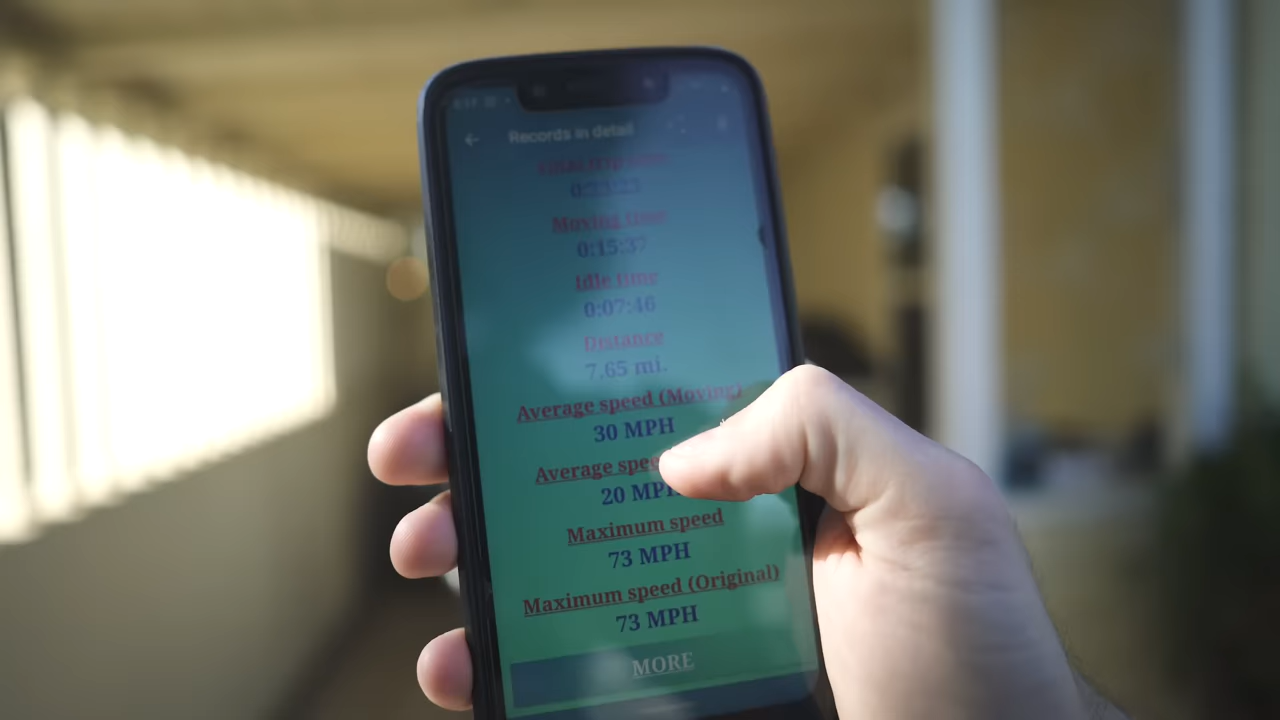 Records in detail
0:23:23
Moving time
0:15:37
Idle time
0:07:46
Distance
7.65 mi.
Average speed (Moving)
30 MPH
Average
20 MPH
Maximum speed
73 MPH
Maximum speed (Original)
73 MPH
MORE